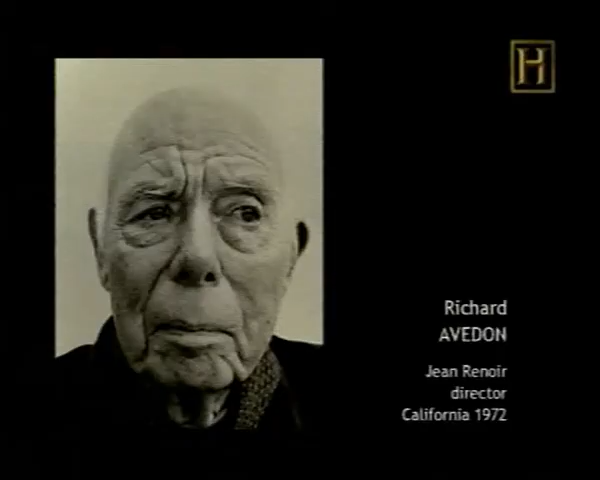 H
Richard
AVEDON
Jean Renoir
director
California 1972